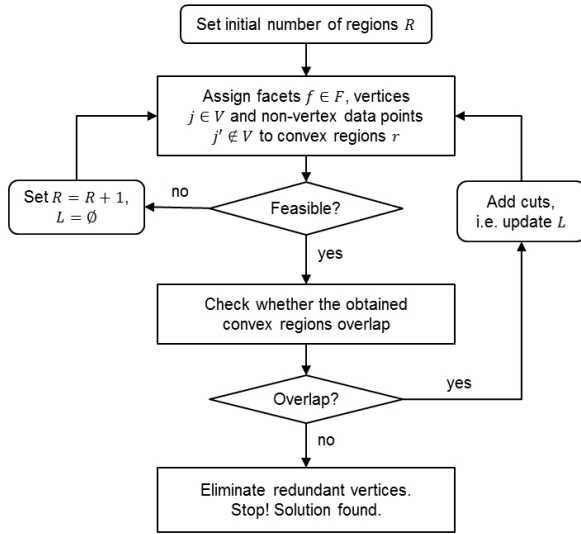 Set initial number of regions R
Assign facets f ∈ F, vertices
j ∈ V and non-vertex data points
j′ ∉ V to convex regions r
Set R = R + 1,
L = ∅
no
Feasible?
Add cuts,
i.e. update L
yes
Check whether the obtained
convex regions overlap
Overlap?
yes
no
Eliminate redundant vertices.
Stop! Solution found.